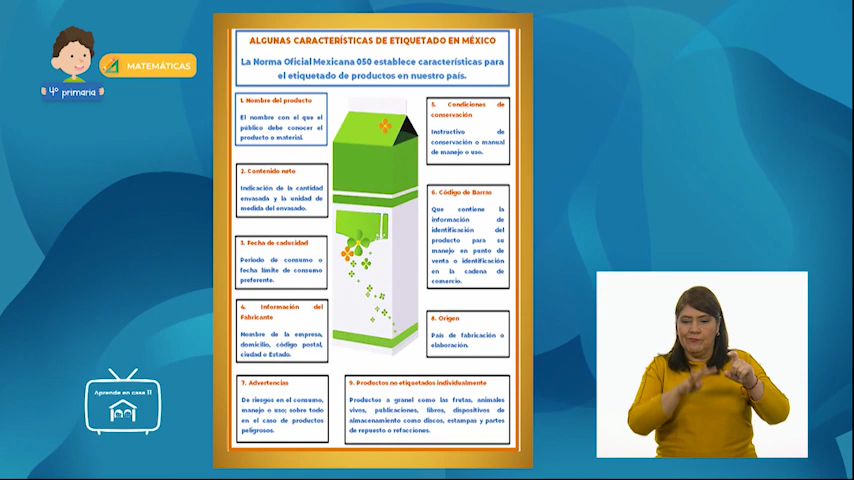 MATEMÁTICAS
4º primaria
ALGUNAS CARACTERÍSTICAS DE ETIQUETADO EN MÉXICO
La Norma Oficial Mexicana 050 establece características para
el etiquetado de productos en nuestro país.
1. Nombre del producto
El nombre con el que el
público debe conocer el
producto o material.
2. Contenido neto
Indicación de la cantidad
envasada y la unidad de
medida del envasado.
3. Fecha de caducidad
Periodo de consumo o
fecha límite de consumo
preferente.
4. Información del
Fabricante
Nombre de la empresa,
domicilio, código postal,
ciudad o Estado.
5. Condiciones de
conservación
Instructivo de
conservación o manual
de manejo o uso.
6. Código de Barras
Que contiene la
información de
identificación del
producto para su
manejo en punto de
venta o identificación
en la cadena de
comercio.
8. Origen
País de fabricación o
elaboración.
7. Advertencias
De riesgos en el consumo,
manejo o uso; sobre todo
en el caso de productos
peligrosos.
9. Productos no etiquetados individualmente
Productos a granel como las frutas, animales
vivos, publicaciones, libros, dispositivos de
almacenamiento como discos, estampas y partes
de repuesto o refacciones.
Aprende en casa II